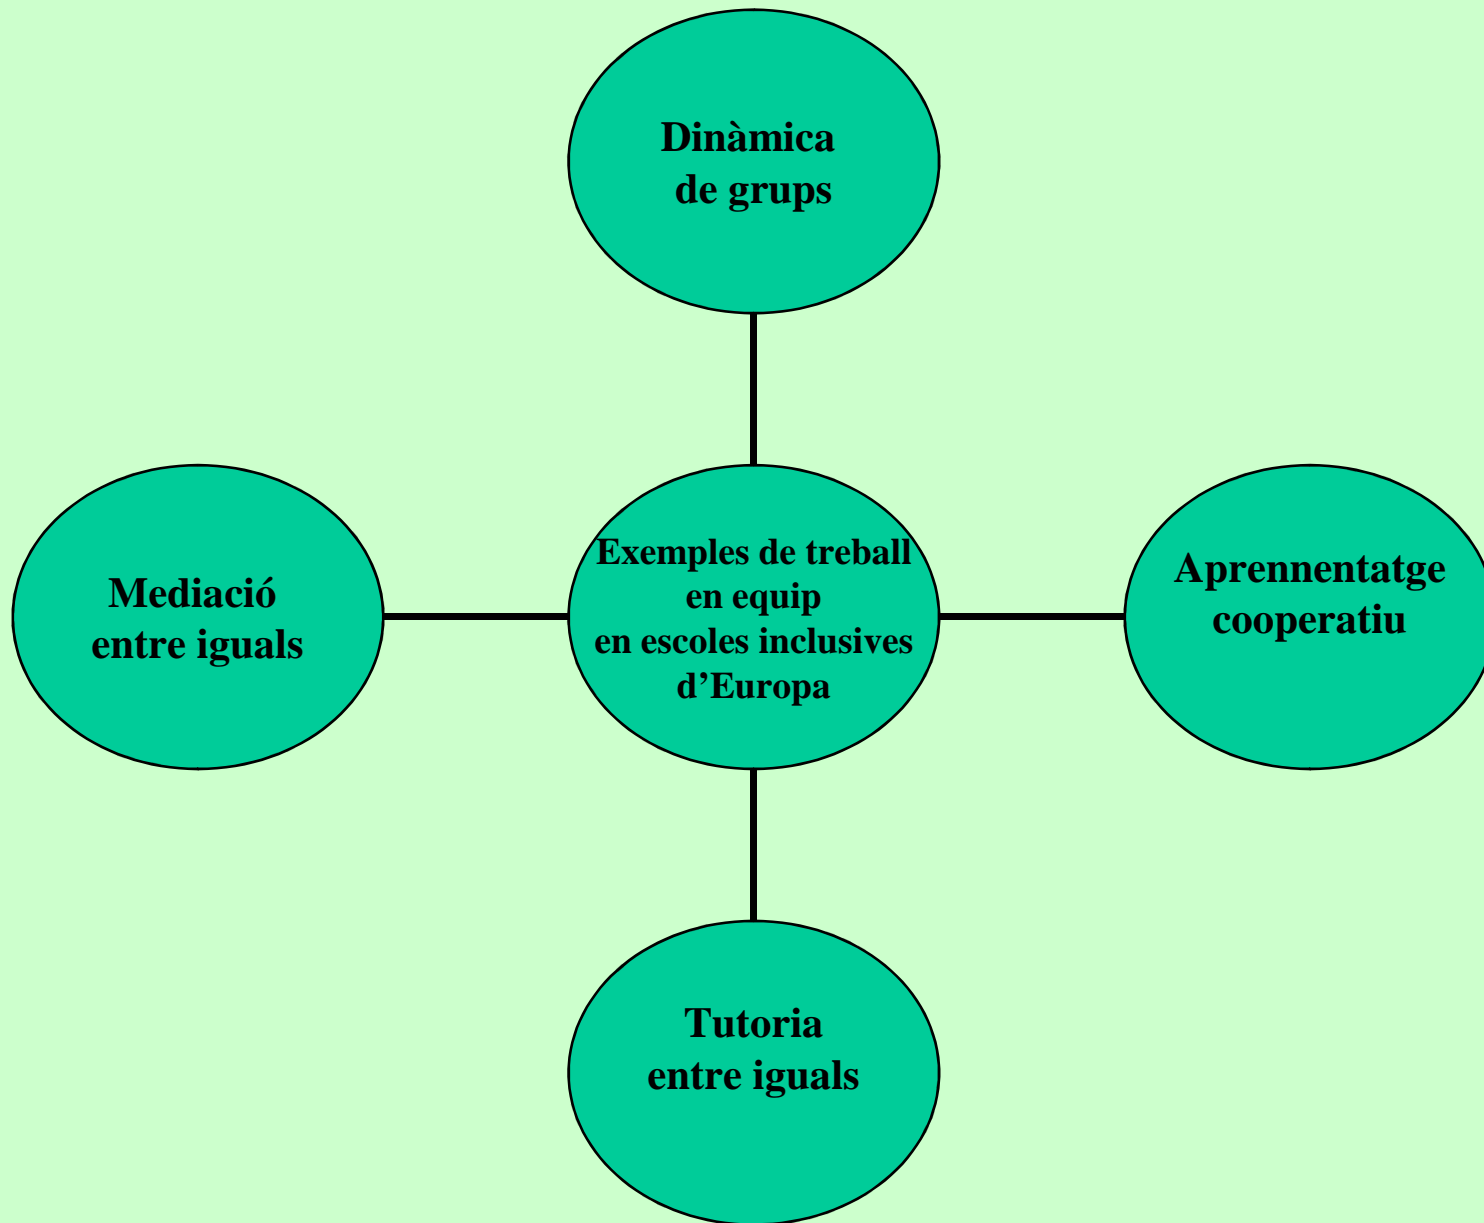 Dinàmica
de grups
Mediació
entre iguals
Exemples de treball
en equip
en escoles inclusives
d’Europa
Aprennentatge
cooperatiu
Tutoria
entre iguals